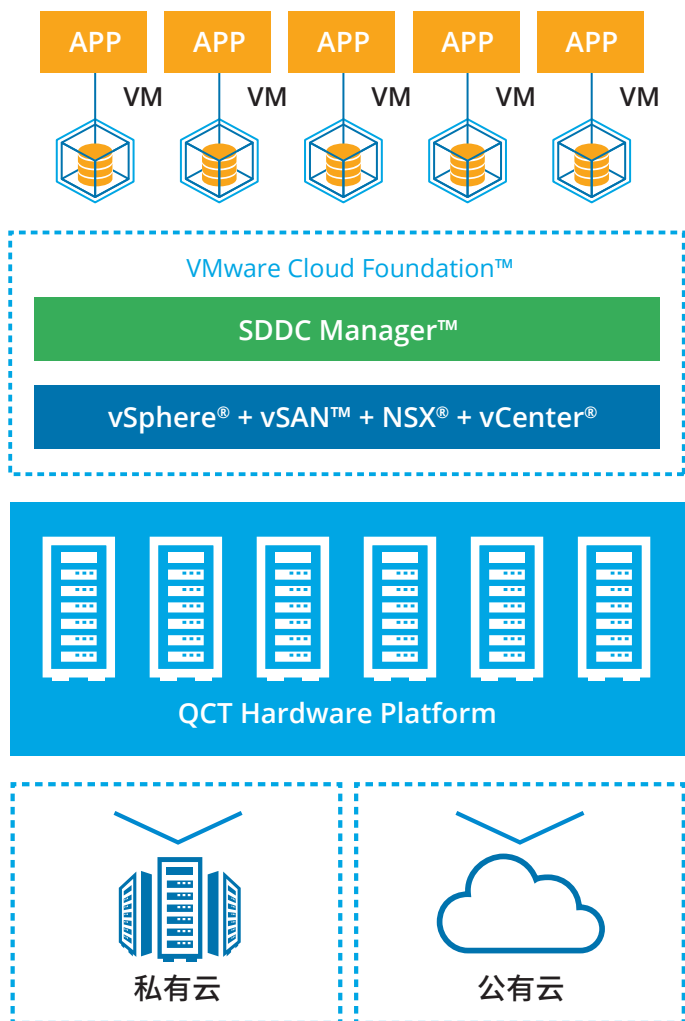 APP APP APP APP APP
VM VM VM VM VM
VMware Cloud Foundation™
SDDC Manager™
vSphere® + vSAN™ + NSX® + vCenter®
QCT Hardware Platform
私有云 公有云